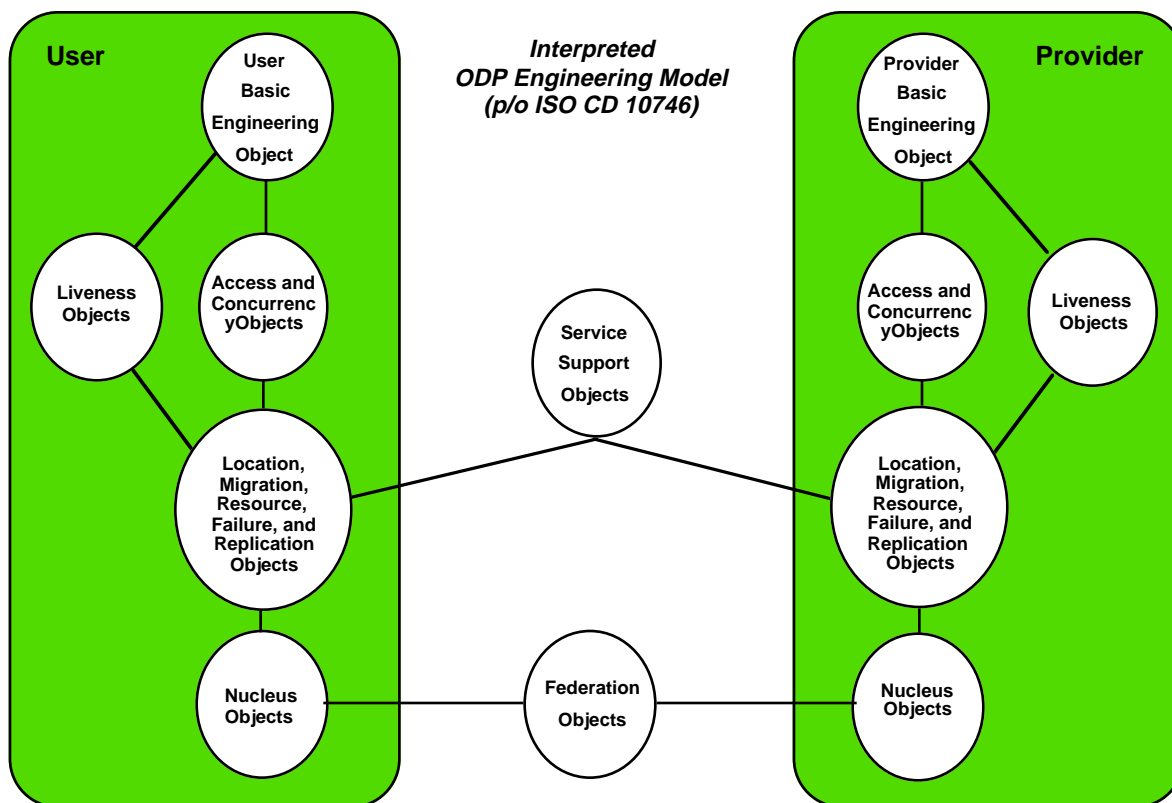 User
User
Basic
Engineering
Object
Interpreted
ODP Engineering Model
(p/o ISO CD 10746)
Provider
Basic
Engineering
Object
Provider
Liveness
Objects
Access and
Concurrenc
yObjects
Service
Support
Objects
Access and
Concurrenc
yObjects
Liveness
Objects
Location,
Migration,
Resource,
Failure, and
Replication
Objects
Location,
Migration,
Resource,
Failure, and
Replication
Objects
Nucleus
Objects
Federation
Objects
Nucleus
Objects